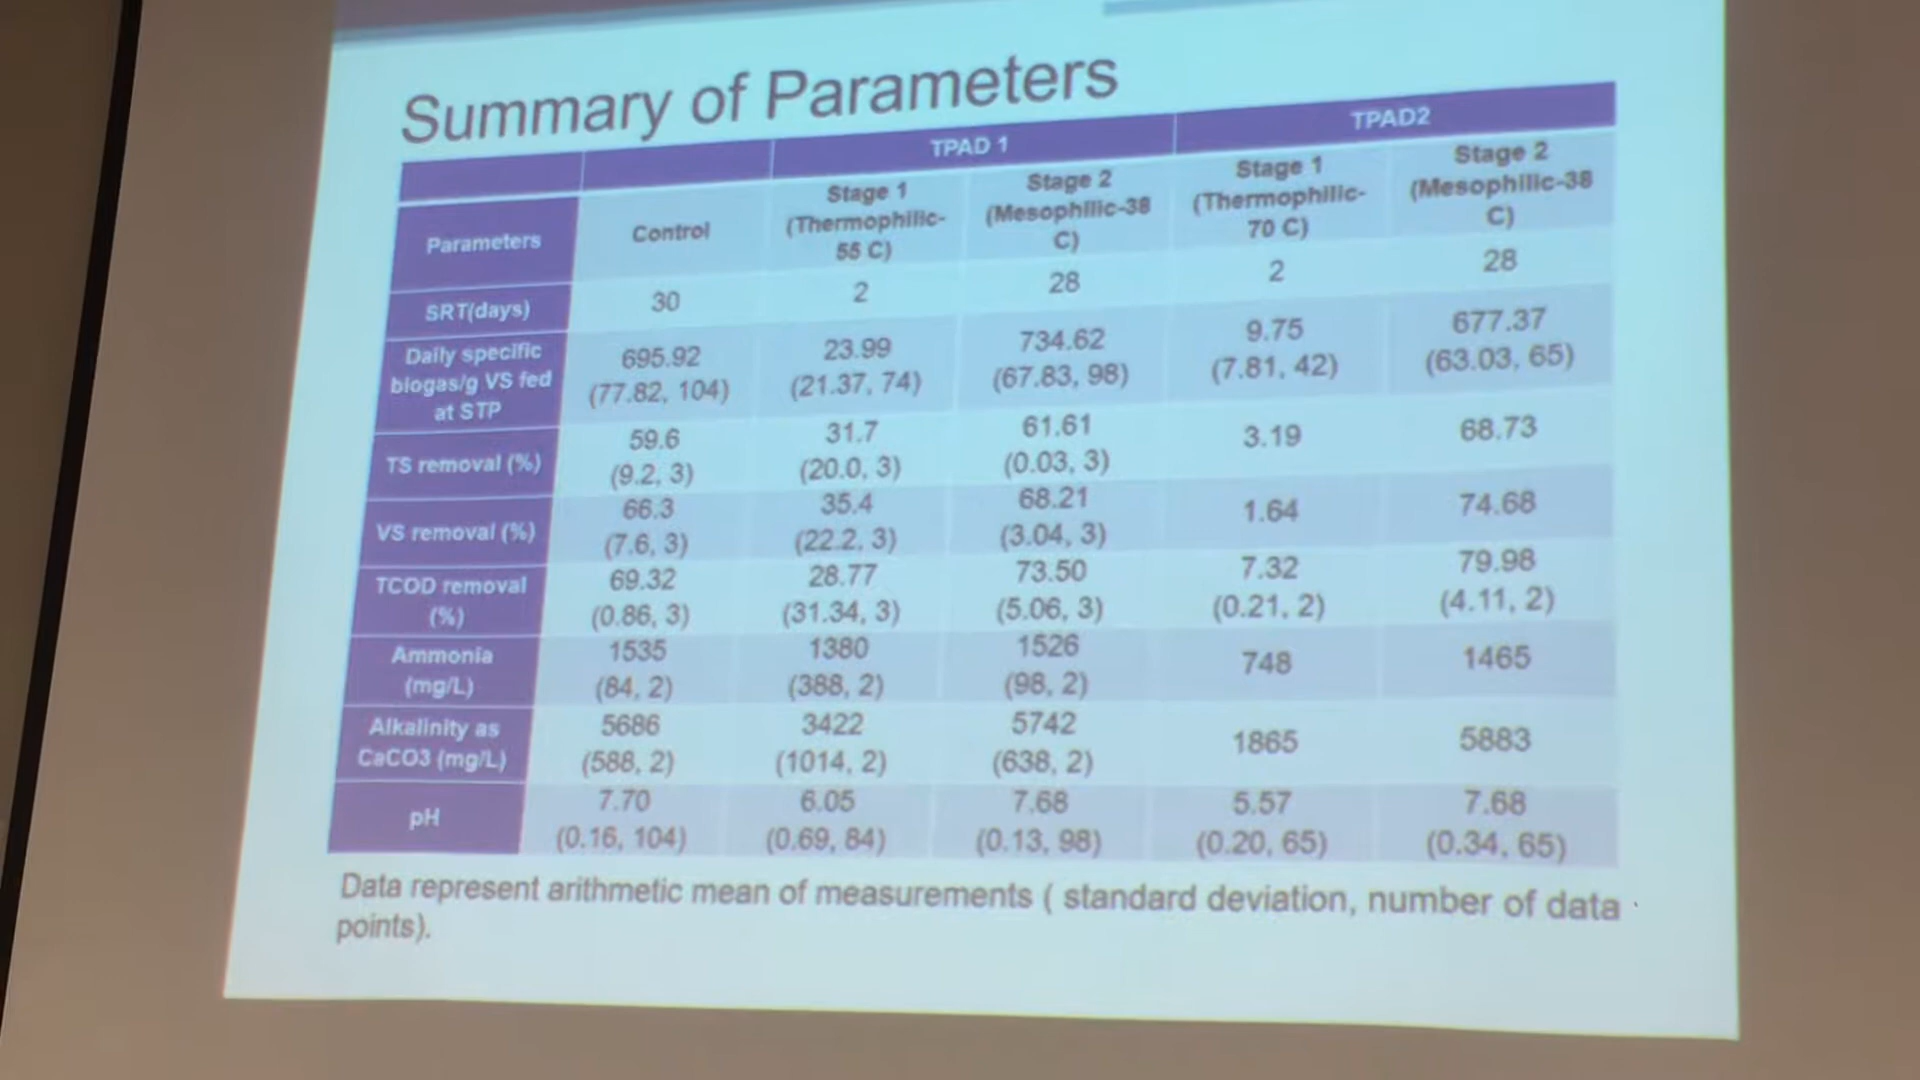 Summary of Parameters
TPAD 1 TPAD2
Parameters Control Stage 1 (Thermophilic-55 C) Stage 2 (Mesophilic-38 C) Stage 1 (Thermophilic-70 C) Stage 2 (Mesophilic-38 C)
SRT(days) 30 2 28 2 28
Daily specific biogas/g VS fed at STP 695.92 (77.82, 104) 23.99 (21.37, 74) 734.62 (67.83, 98) 9.75 (7.81, 42) 677.37 (63.03, 65)
TS removal (%) 59.6 (9.2, 3) 31.7 (20.0, 3) 61.61 (0.03, 3) 3.19 68.73
VS removal (%) 66.3 (7.6, 3) 35.4 (22.2, 3) 68.21 (3.04, 3) 1.64 74.68
TCOD removal (%) 69.32 (0.86, 3) 28.77 (31.34, 3) 73.50 (5.06, 3) 7.32 (0.21, 2) 79.98 (4.11, 2)
Ammonia (mg/L) 1535 (84, 2) 1380 (388, 2) 1526 (98, 2) 748 1465
Alkalinity as CaCO3 (mg/L) 5686 (588, 2) 3422 (1014, 2) 5742 (638, 2) 1865 5883
pH 7.70 (0.16, 104) 6.05 (0.69, 84) 7.68 (0.13, 98) 5.57 (0.20, 65) 7.68 (0.34, 65)
Data represent arithmetic mean of measurements ( standard deviation, number of data
points).